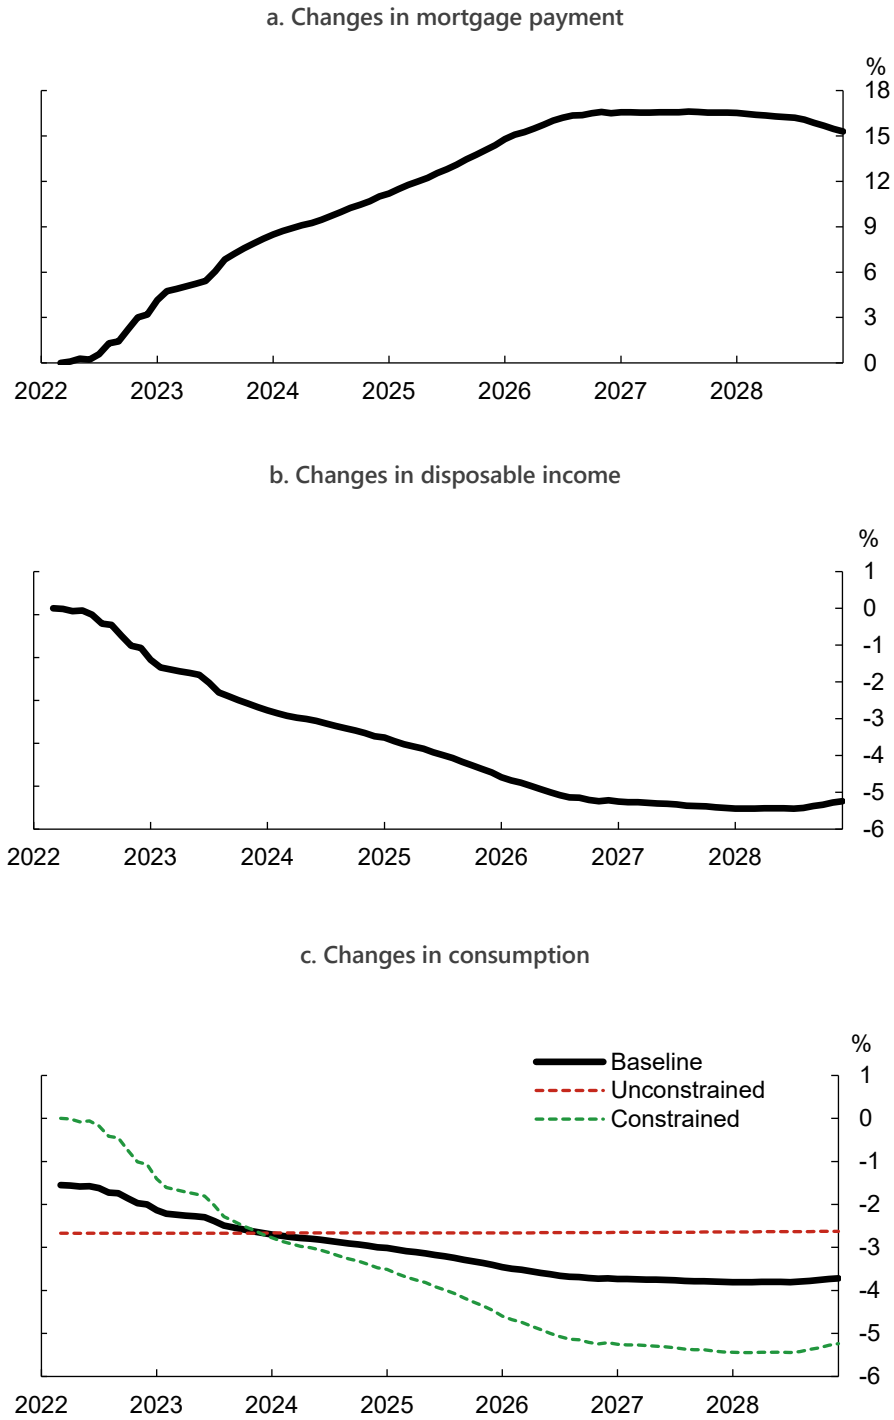 a. Changes in mortgage payment
%
18
15
12
9
6
3
0
2022 2023 2024 2025 2026 2027 2028
b. Changes in disposable income
%
1
0
-1
-2
-3
-4
-5
-6
2022 2023 2024 2025 2026 2027 2028
c. Changes in consumption
%
Baseline
Unconstrained
Constrained
1
0
-1
-2
-3
-4
-5
-6
2022 2023 2024 2025 2026 2027 2028